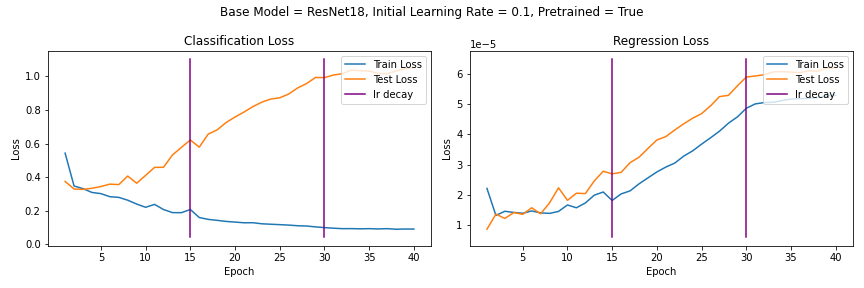 Base Model = ResNet18, Initial Learning Rate = 0.1, Pretrained = True
Classification Loss
Train Loss
Test Loss
lr decay
1.0
0.8
0.6
0.4
0.2
0.0
Loss
5 10 15 20 25 30 35 40
Epoch
Regression Loss
1e−5
Train Loss
Test Loss
lr decay
6
5
4
3
2
1
Loss
5 10 15 20 25 30 35 40
Epoch